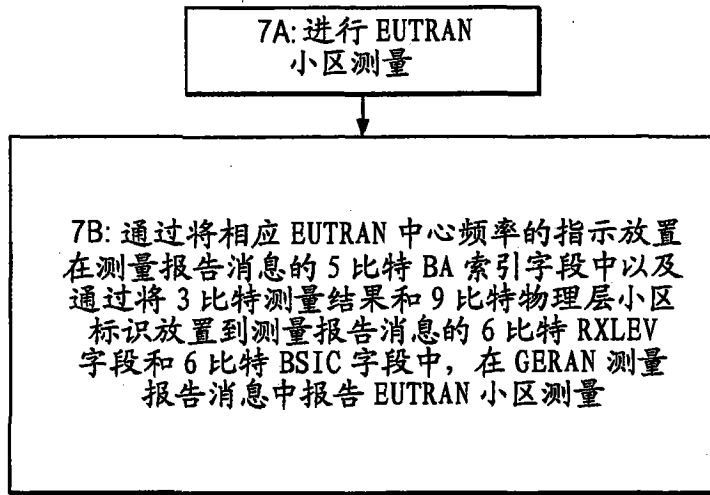 7A: 进行 EUTRAN
小区测量
7B: 通过将相应 EUTRAN 中心频率的指示放置
在测量报告消息的 5 比特 BA 索引字段中以及
通过将 3 比特测量结果和 9 比特物理层小区
标识放置到测量报告消息的 6 比特 RXLEV
字段和 6 比特 BSIC 字段中，在 GERAN 测量
报告消息中报告 EUTRAN 小区测量